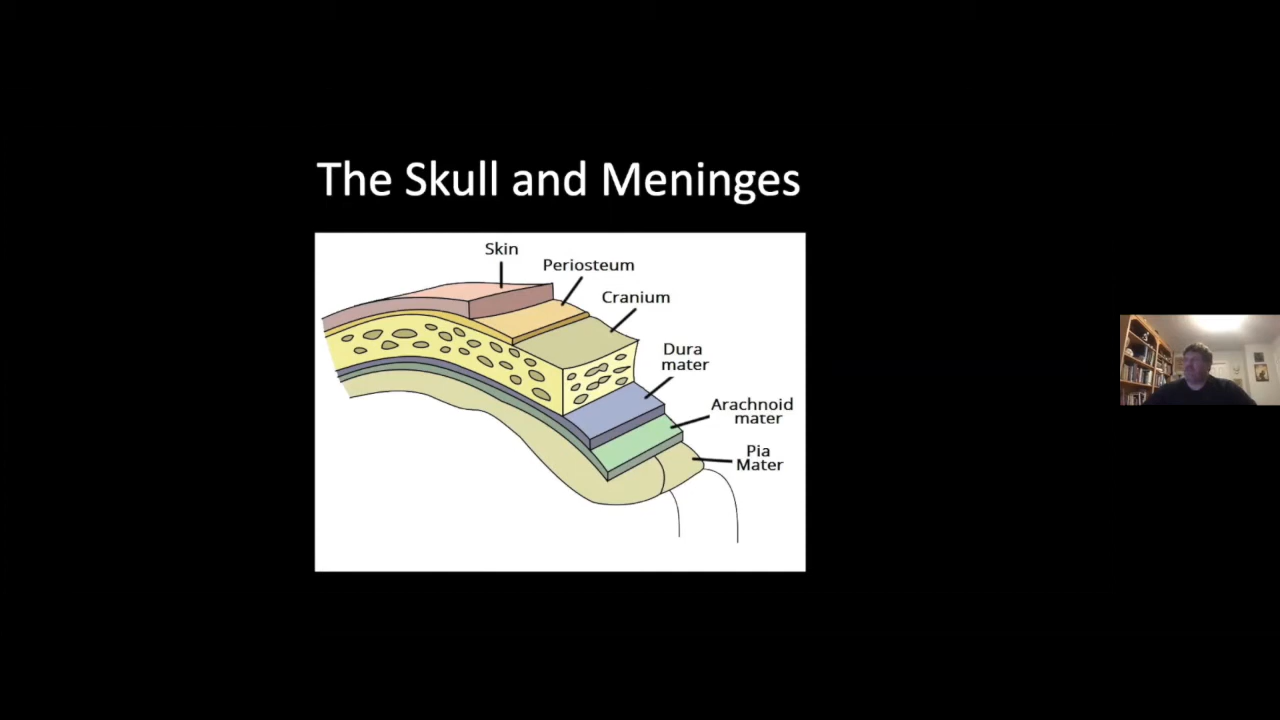 The Skull and Meninges
Skin
Periosteum
Cranium
Dura
mater
Arachnoid
mater
Pia
Mater